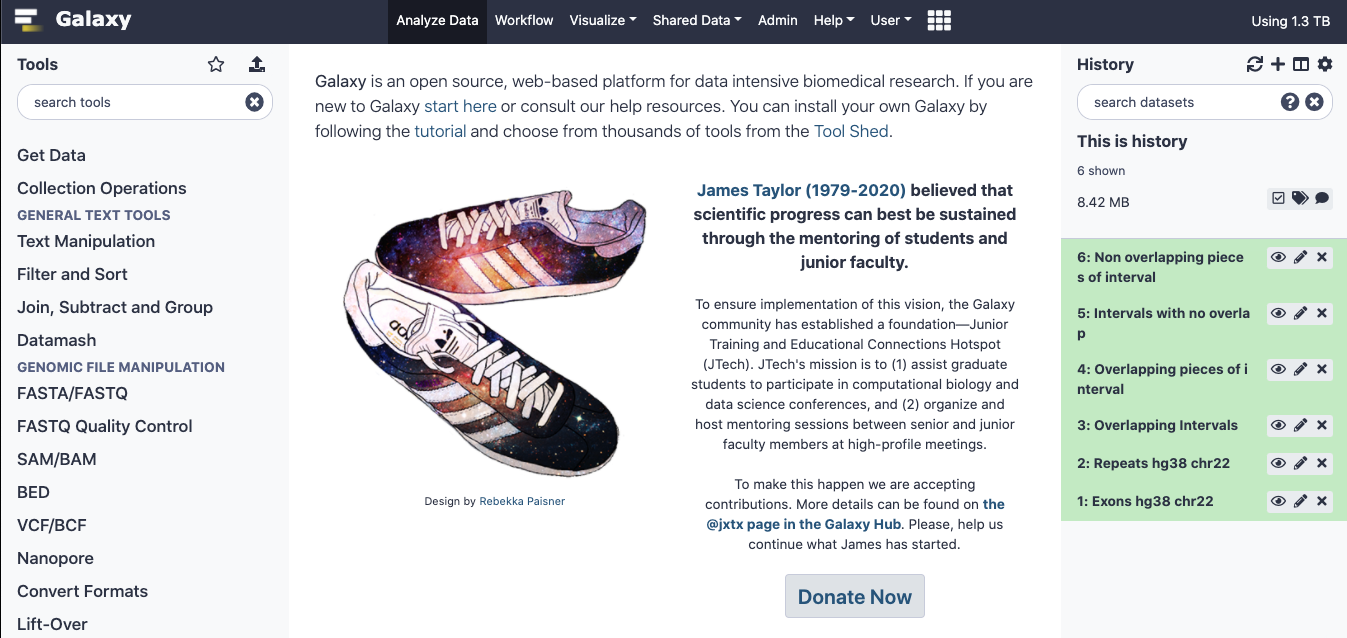 Galaxy
Analyze Data
Workflow
Visualize
Shared Data
Admin
Help
User
Using 1.3 TB
Tools
search tools
Get Data
Collection Operations
GENERAL TEXT TOOLS
Text Manipulation
Filter and Sort
Join, Subtract and Group
Datamash
GENOMIC FILE MANIPULATION
FASTA/FASTQ
FASTQ Quality Control
SAM/BAM
BED
VCF/BCF
Nanopore
Convert Formats
Lift-Over
Galaxy is an open source, web-based platform for data intensive biomedical research. If you are
new to Galaxy start here or consult our help resources. You can install your own Galaxy by
following the tutorial and choose from thousands of tools from the Tool Shed.
Design by Rebekka Paisner
James Taylor (1979-2020) believed that
scientific progress can best be sustained
through the mentoring of students and
junior faculty.
To ensure implementation of this vision, the Galaxy
community has established a foundation—Junior
Training and Educational Connections Hotspot
(JTech). JTech's mission is to (1) assist graduate
students to participate in computational biology and
data science conferences, and (2) organize and
host mentoring sessions between senior and junior
faculty members at high-profile meetings.
To make this happen we are accepting
contributions. More details can be found on the
@jxtx page in the Galaxy Hub. Please, help us
continue what James has started.
Donate Now
History
search datasets
This is history
6 shown
8.42 MB
6: Non overlapping piece
s of interval
5: Intervals with no overla
p
4: Overlapping pieces of i
nterval
3: Overlapping Intervals
2: Repeats hg38 chr22
1: Exons hg38 chr22